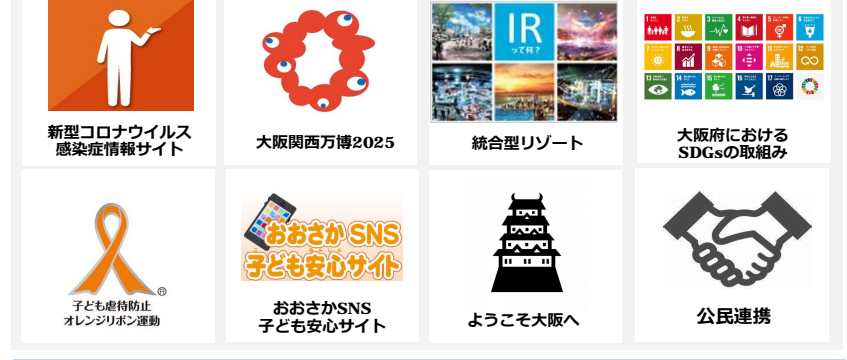 IR
って何?
新型コロナウイルス
感染症情報サイト
大阪関西万博2025
統合型リゾート
大阪府における
SDGsの取組み
おおさか SNS
子ども安心サイト
子ども虐待防止
オレンジリボン運動
®
おおさかSNS
子ども安心サイト
ようこそ大阪へ
公民連携